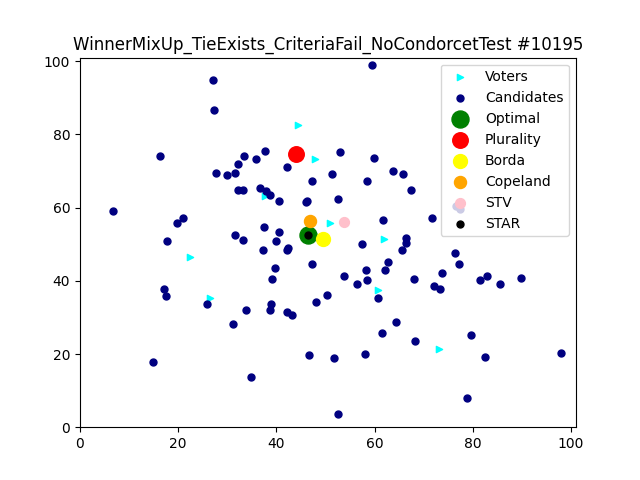 WinnerMixUp_TieExists_CriteriaFail_NoCondorcetTest #10195
100
80
60
40
20
0
0 20 40 60 80 100
Voters
Candidates
Optimal
Plurality
Borda
Copeland
STV
STAR